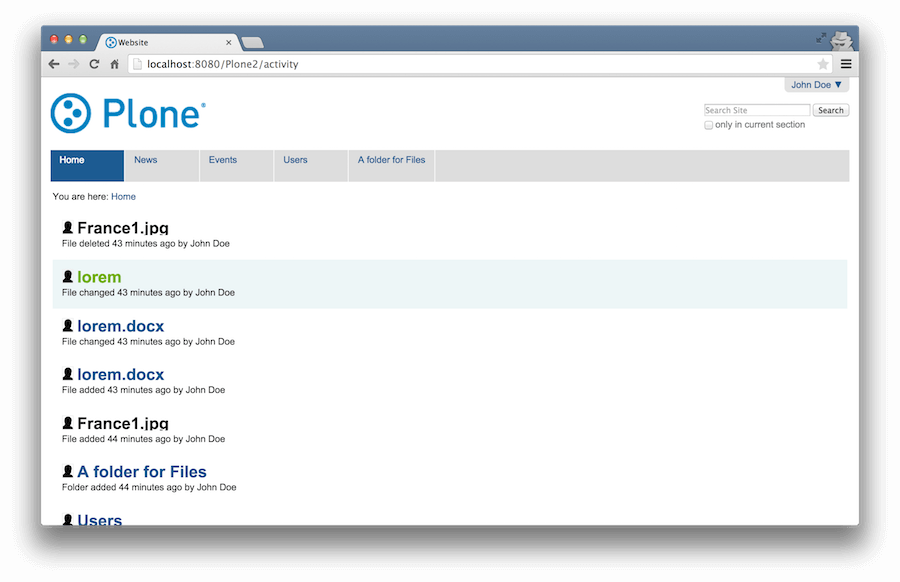 Website
localhost:8080/Plone2/activity
John Doe ▼
Plone®
Search Site Search
only in current section
Home News Events Users A folder for Files
You are here: Home
France1.jpg
File deleted 43 minutes ago by John Doe
lorem
File changed 43 minutes ago by John Doe
lorem.docx
File changed 43 minutes ago by John Doe
lorem.docx
File added 43 minutes ago by John Doe
France1.jpg
File added 44 minutes ago by John Doe
A folder for Files
Folder added 44 minutes ago by John Doe
Users